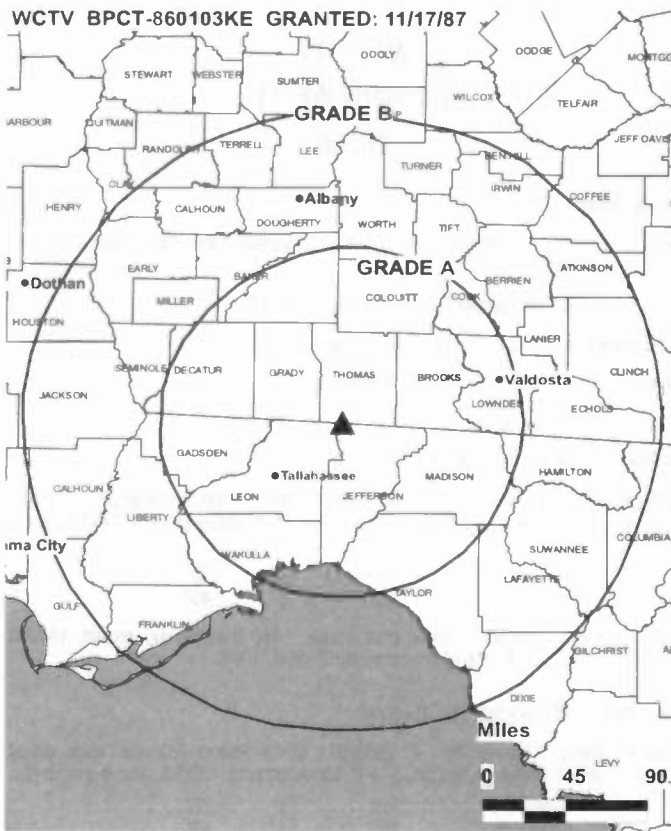 WCTV BPCT-860103KE GRANTED: 11/17/87
DOOLY
DODGE
MONTG
STEWART
WEBSTER
SUMTER
WILCOX
TELFAIR
GRADE B
ARBOUR
QUITMAN
RANDOLPH
TERRELL
LEE
TURNER
BEN HILL
JEFF DAVIS
IRWIN
CLAY
HENRY
CALHOUN
Albany
DOUGHERTY
WORTH
TIFT
COFFEE
EARLY
BAKER
GRADE A
BERRIEN
ATKINSON
Dothan
MILLER
COLQUITT
COOK
HOUSTON
LANIER
SEMINOLE
DECATUR
GRADY
THOMAS
BROOKS
Valdosta
CLINCH
JACKSON
LOWNDES
ECHOLS
GADSDEN
Tallahassee
MADISON
HAMILTON
CALHOUN
LEON
JEFFERSON
LIBERTY
ma City
WAKULLA
SUWANNEE
COLUMBIA
TAYLOR
LAFAYETTE
GULF
FRANKLIN
GILCHRIST
DIXIE
Miles
LEVY
0 45 90